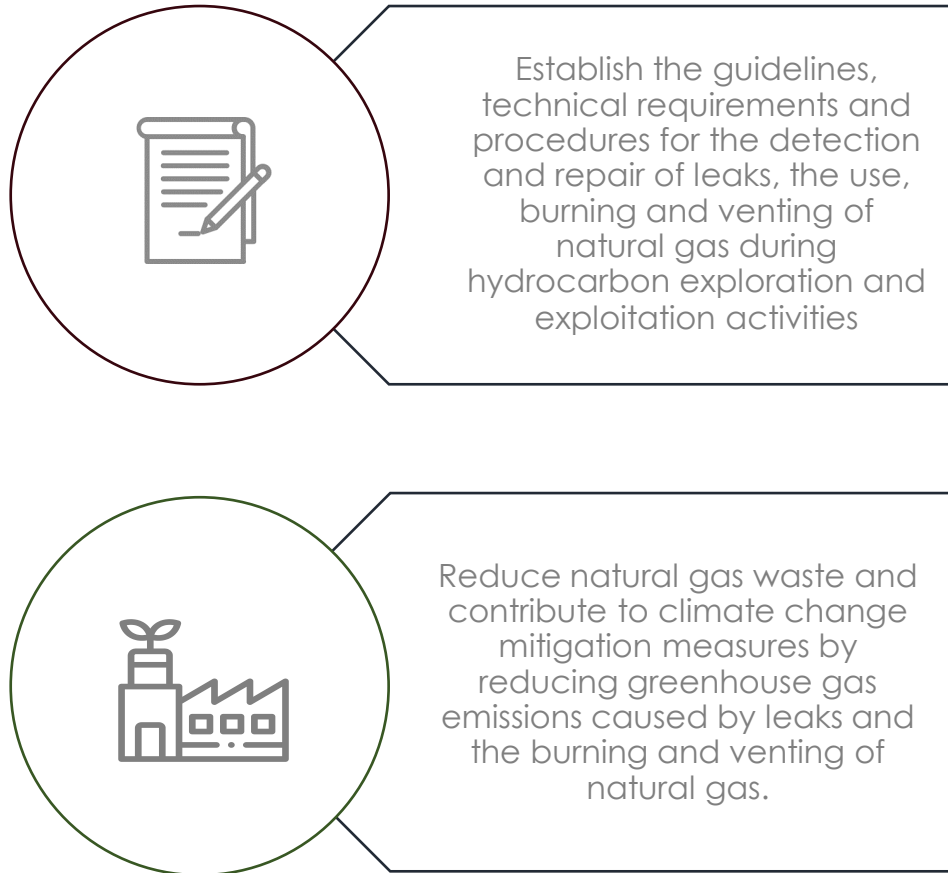 Establish the guidelines,
technical requirements and
procedures for the detection
and repair of leaks, the use,
burning and venting of
natural gas during
hydrocarbon exploration and
exploitation activities
Reduce natural gas waste and
contribute to climate change
mitigation measures by
reducing greenhouse gas
emissions caused by leaks and
the burning and venting of
natural gas.